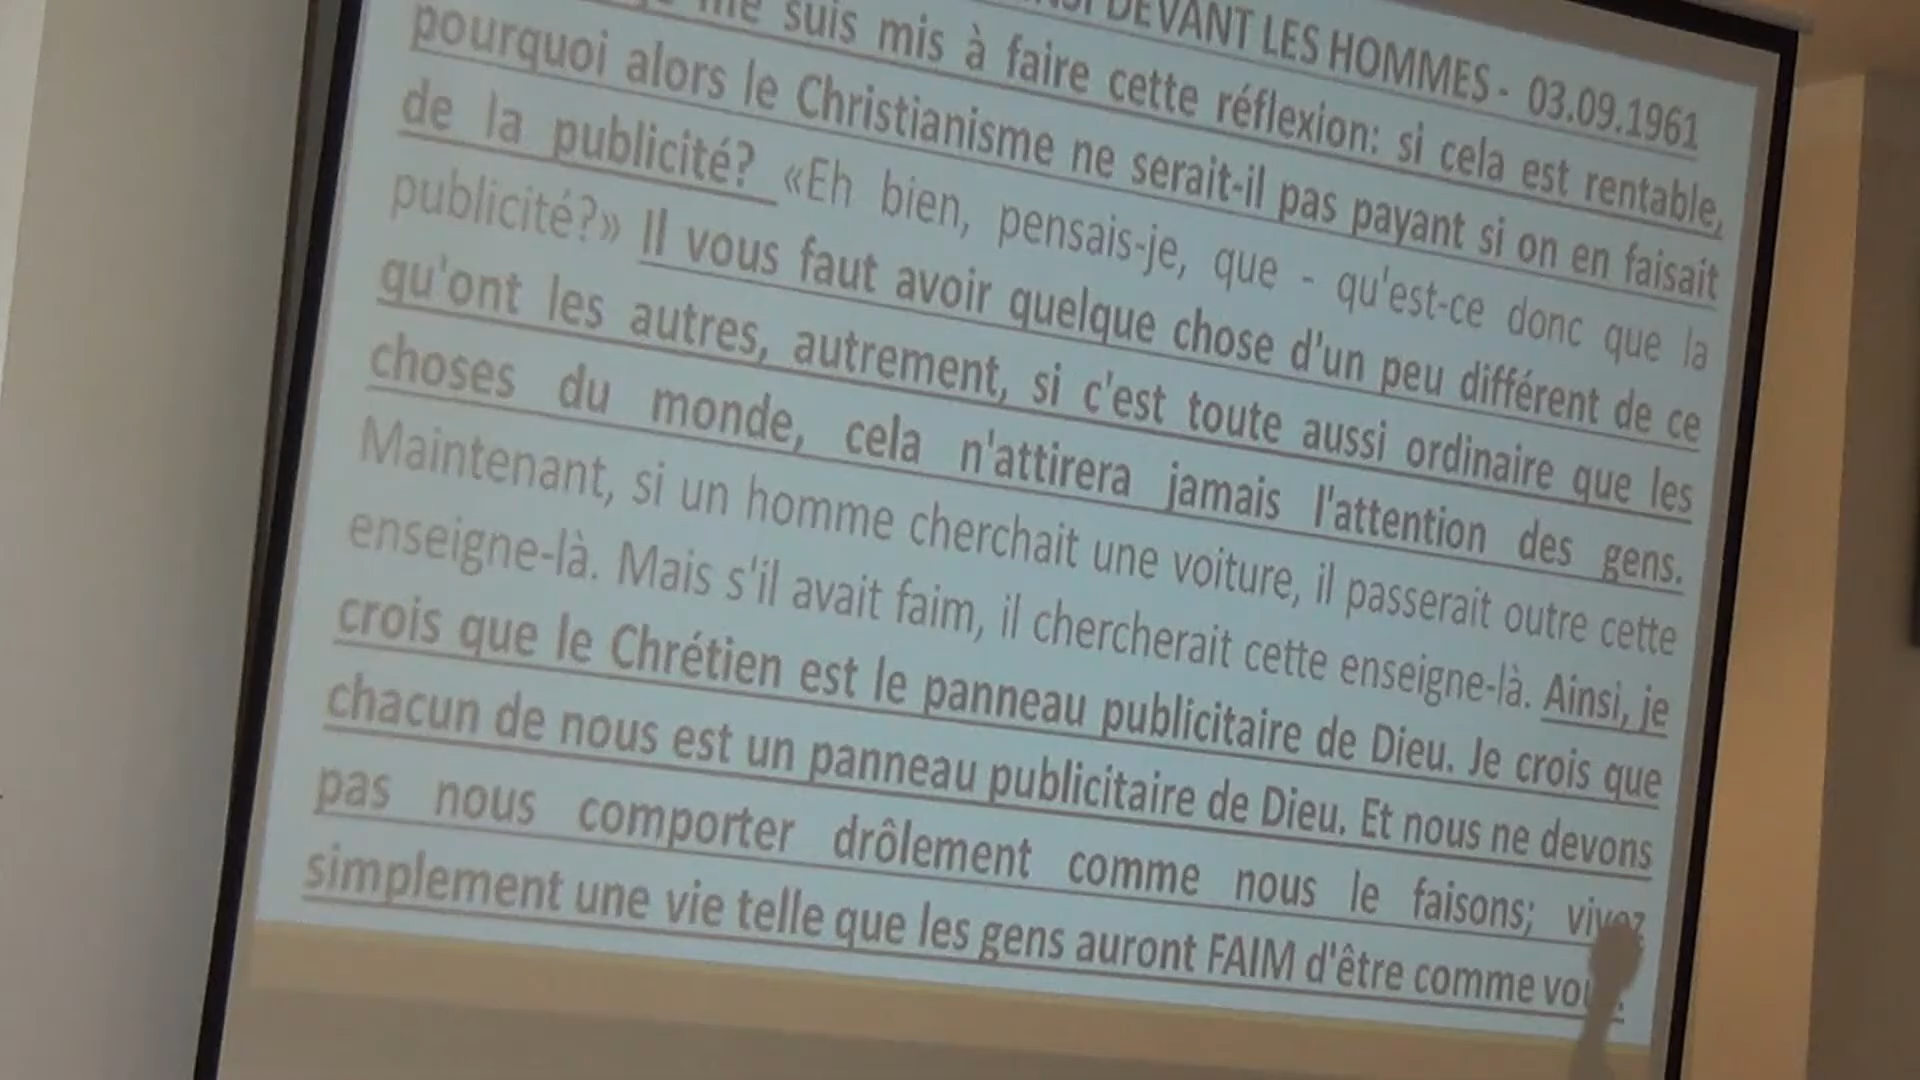 DEVANT LES HOMMES - 03.09.1961
me suis mis à faire cette réflexion: si cela est rentable,
pourquoi alors le Christianisme ne serait-il pas payant si on en faisait
de la publicité? «Eh bien, pensais-je, que - qu'est-ce donc que la
publicité?» Il vous faut avoir quelque chose d'un peu différent de ce
qu'ont les autres, autrement, si c'est toute aussi ordinaire que les
choses du monde, cela n'attirera jamais l'attention des gens.
Maintenant, si un homme cherchait une voiture, il passerait outre cette
enseigne-là. Mais s'il avait faim, il chercherait cette enseigne-là. Ainsi, je
crois que le Chrétien est le panneau publicitaire de Dieu. Je crois que
chacun de nous est un panneau publicitaire de Dieu. Et nous ne devons
pas nous comporter drôlement comme nous le faisons; vivez
simplement une vie telle que les gens auront FAIM d'être comme